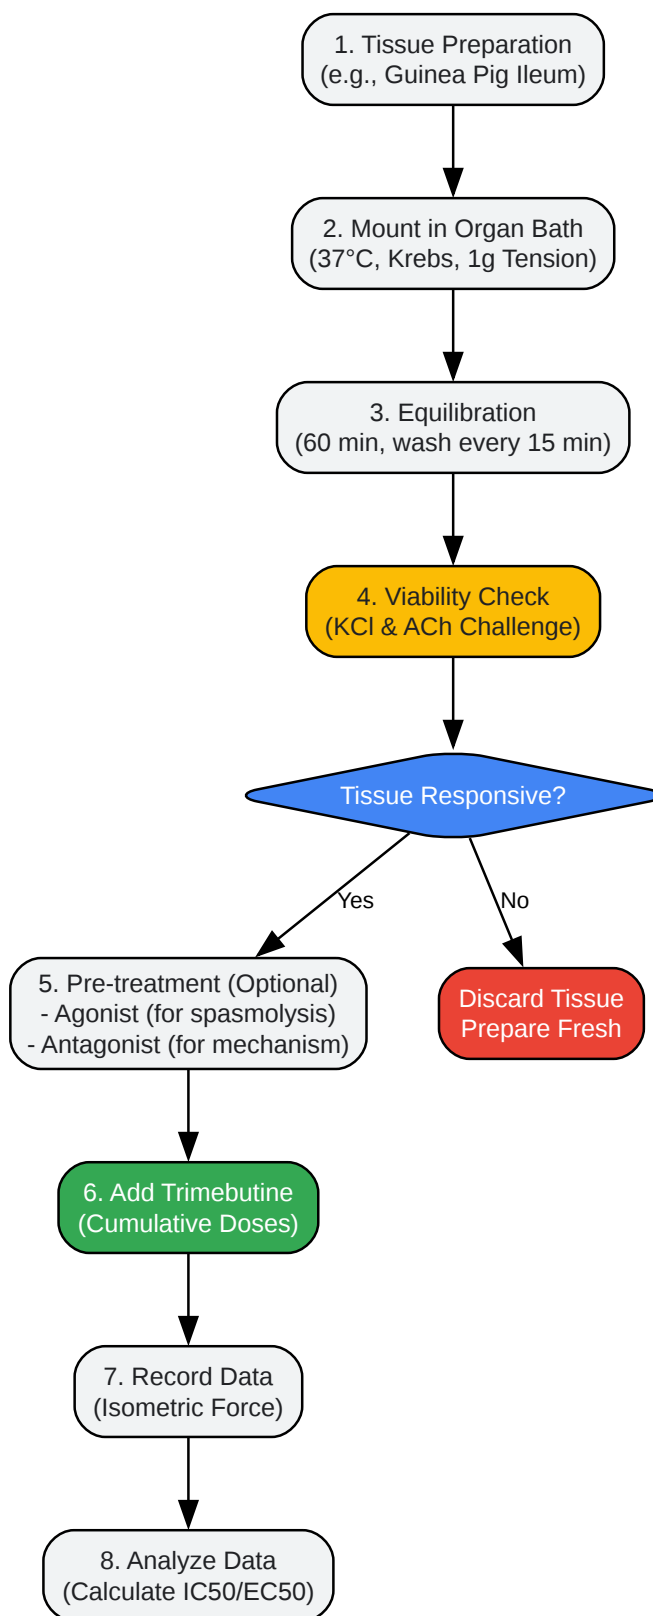 1. Tissue Preparation
(e.g., Guinea Pig Ileum)
2. Mount in Organ Bath
(37°C, Krebs, 1g Tension)
3. Equilibration
(60 min, wash every 15 min)
4. Viability Check
(KCl & ACh Challenge)
Tissue Responsive?
Yes
No
5. Pre-treatment (Optional)
- Agonist (for spasmolysis)
- Antagonist (for mechanism)
Discard Tissue
Prepare Fresh
6. Add Trimebutine
(Cumulative Doses)
7. Record Data
(Isometric Force)
8. Analyze Data
(Calculate IC50/EC50)